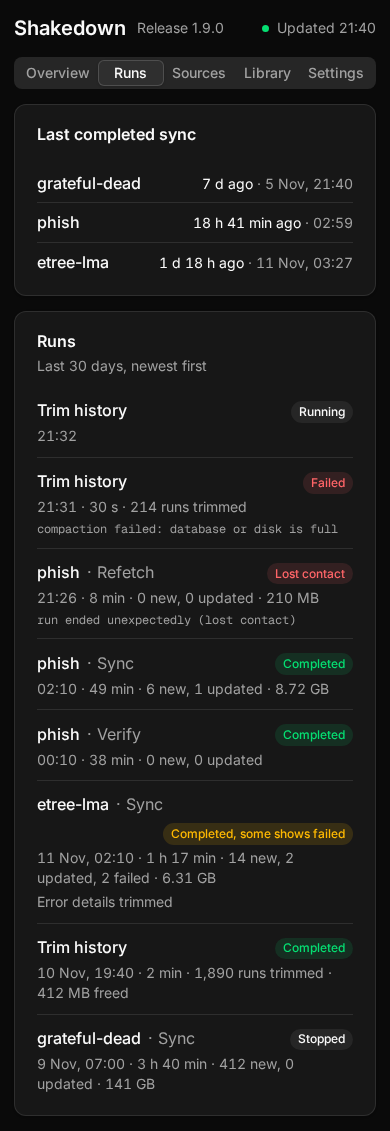 Shakedown Release 1.9.0 Updated 21:40
Overview Runs Sources Library Settings
Last completed sync
grateful-dead 7 d ago · 5 Nov, 21:40
phish 18 h 41 min ago · 02:59
etree-lma 1 d 18 h ago · 11 Nov, 03:27
Runs
Last 30 days, newest first
Trim history Running
21:32
Trim history Failed
21:31 · 30 s · 214 runs trimmed
compaction failed: database or disk is full
phish · Refetch Lost contact
21:26 · 8 min · 0 new, 0 updated · 210 MB
run ended unexpectedly (lost contact)
phish · Sync Completed
02:10 · 49 min · 6 new, 1 updated · 8.72 GB
phish · Verify Completed
00:10 · 38 min · 0 new, 0 updated
etree-lma · Sync
Completed, some shows failed
11 Nov, 02:10 · 1 h 17 min · 14 new, 2
updated, 2 failed · 6.31 GB
Error details trimmed
Trim history Completed
10 Nov, 19:40 · 2 min · 1,890 runs trimmed ·
412 MB freed
grateful-dead · Sync Stopped
9 Nov, 07:00 · 3 h 40 min · 412 new, 0
updated · 141 GB